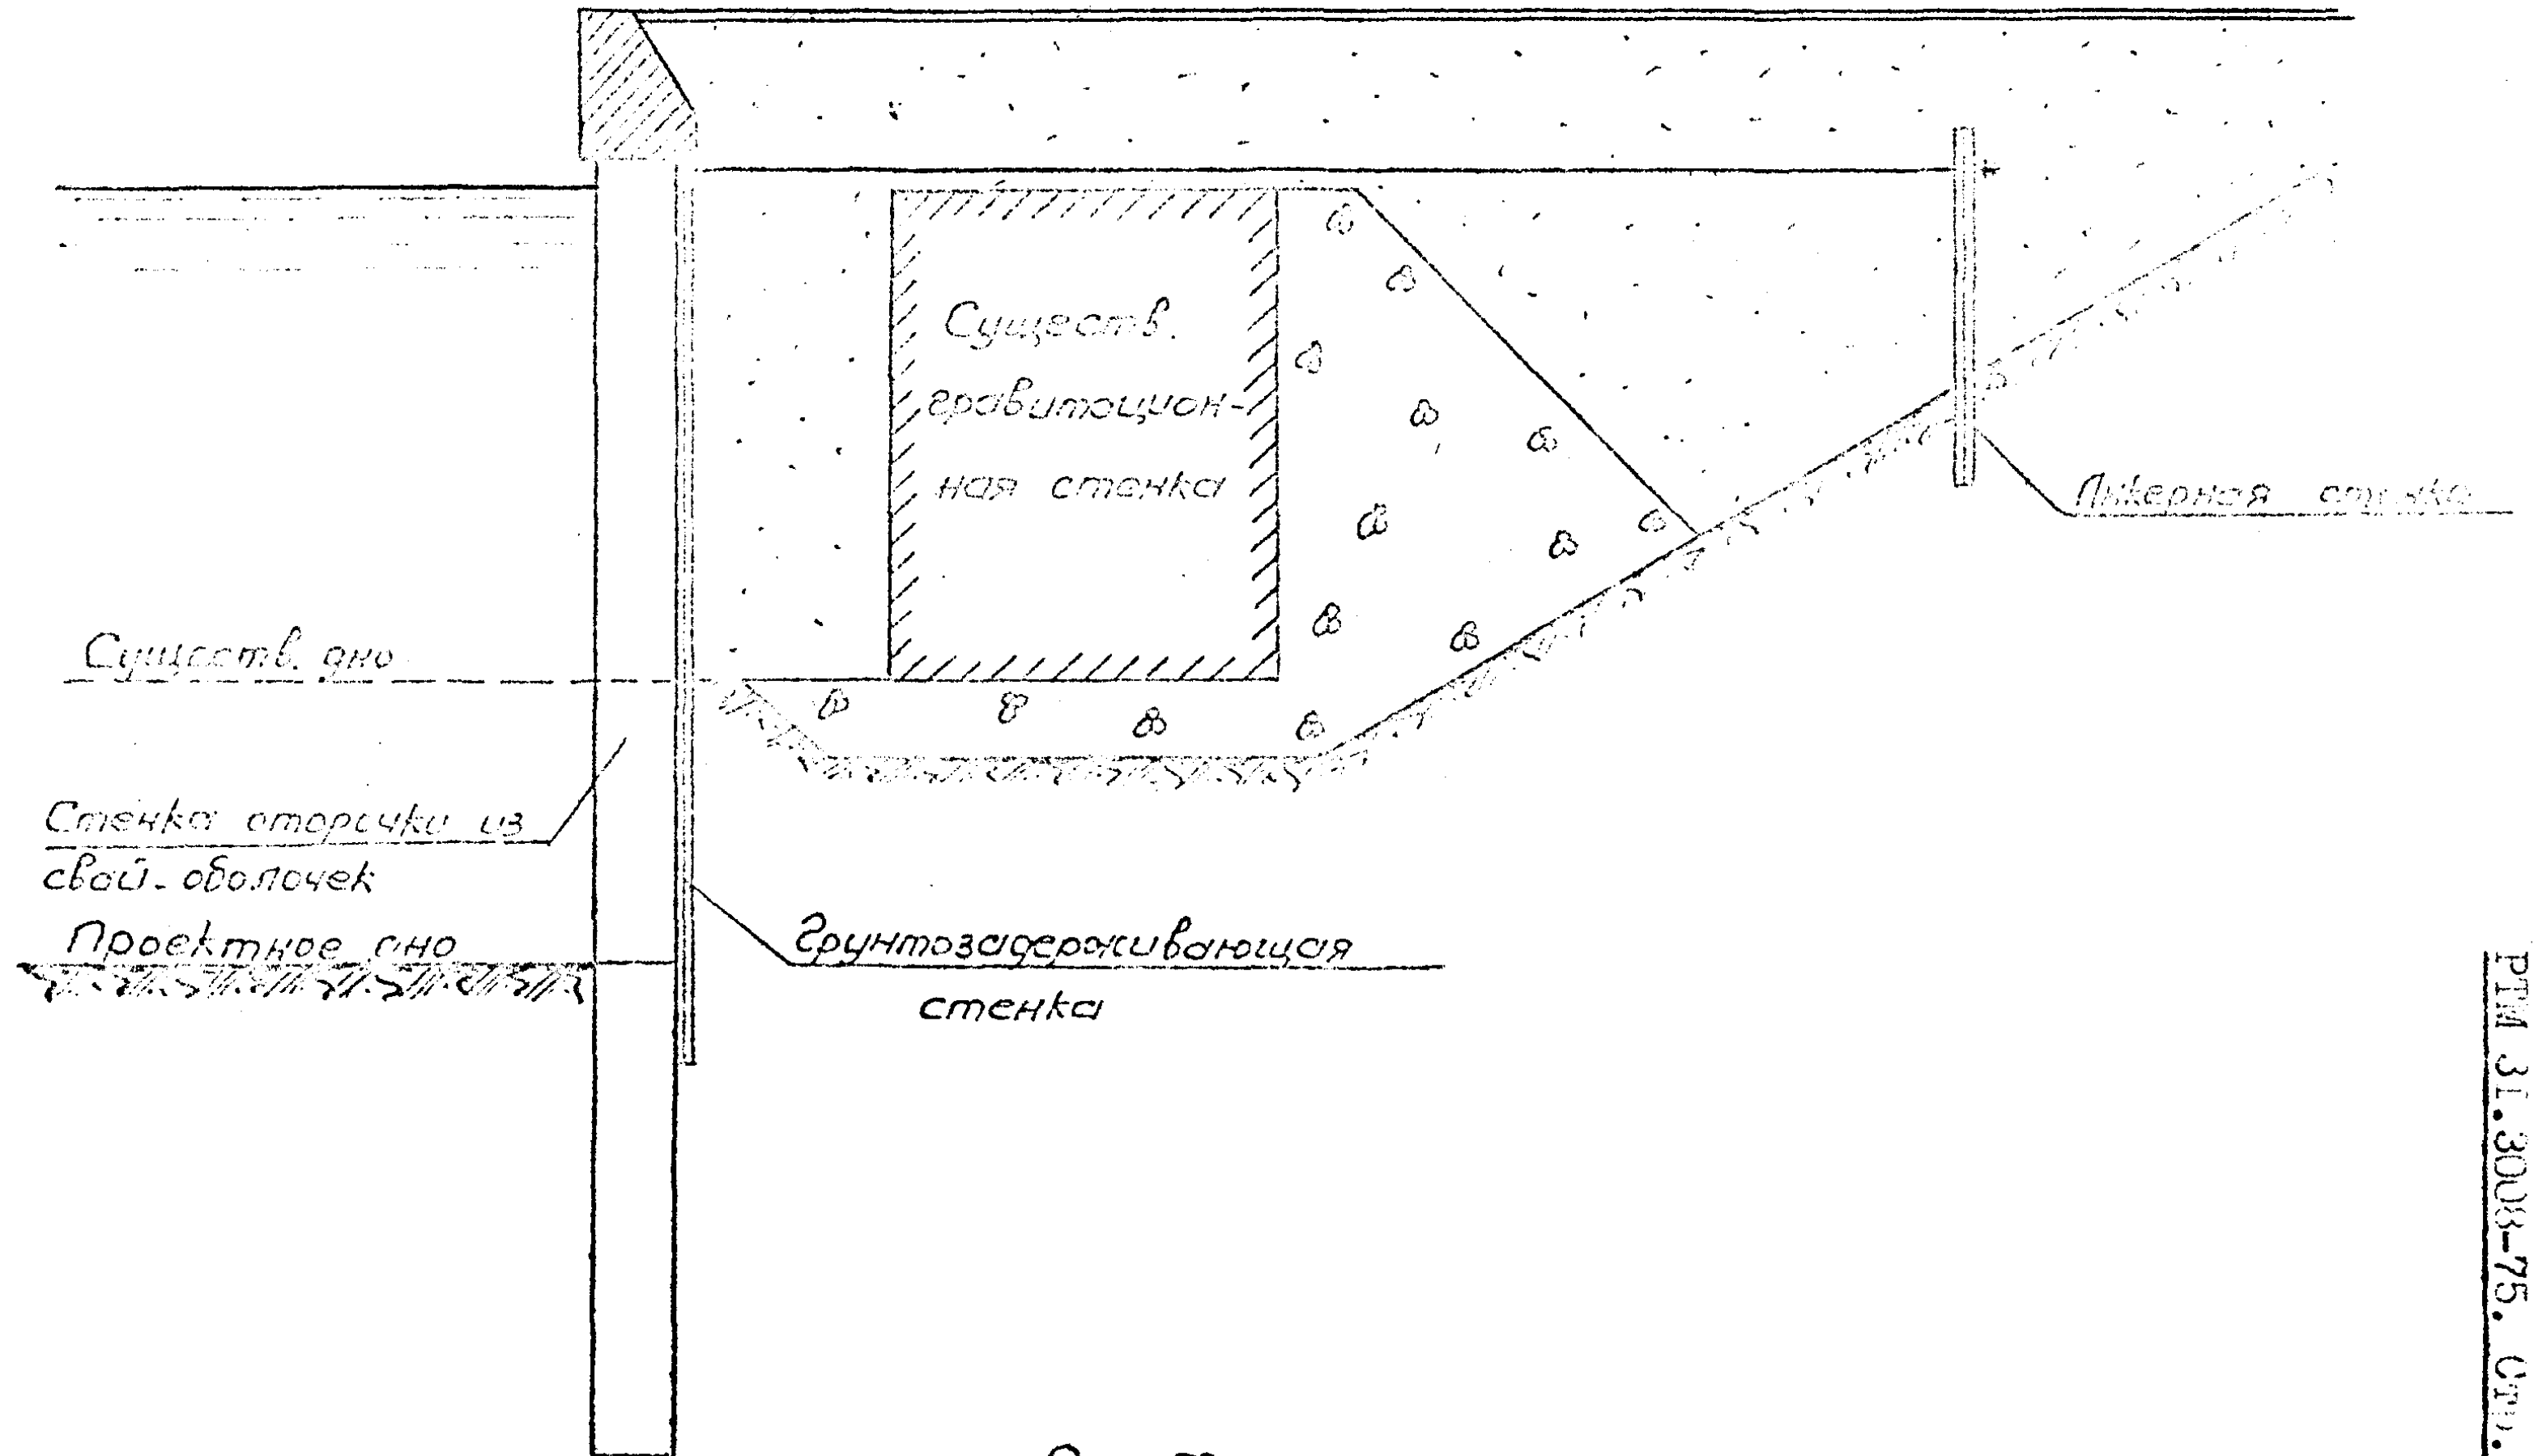 Существ.
гравитацион-
ная стенка
Анкерная стенка
Существ. дно
Стенка оторочки из
свай-оболочек
Проектное дно
Грунтозадерживающая
стенка
РТМ 31.3008-75. Стр.